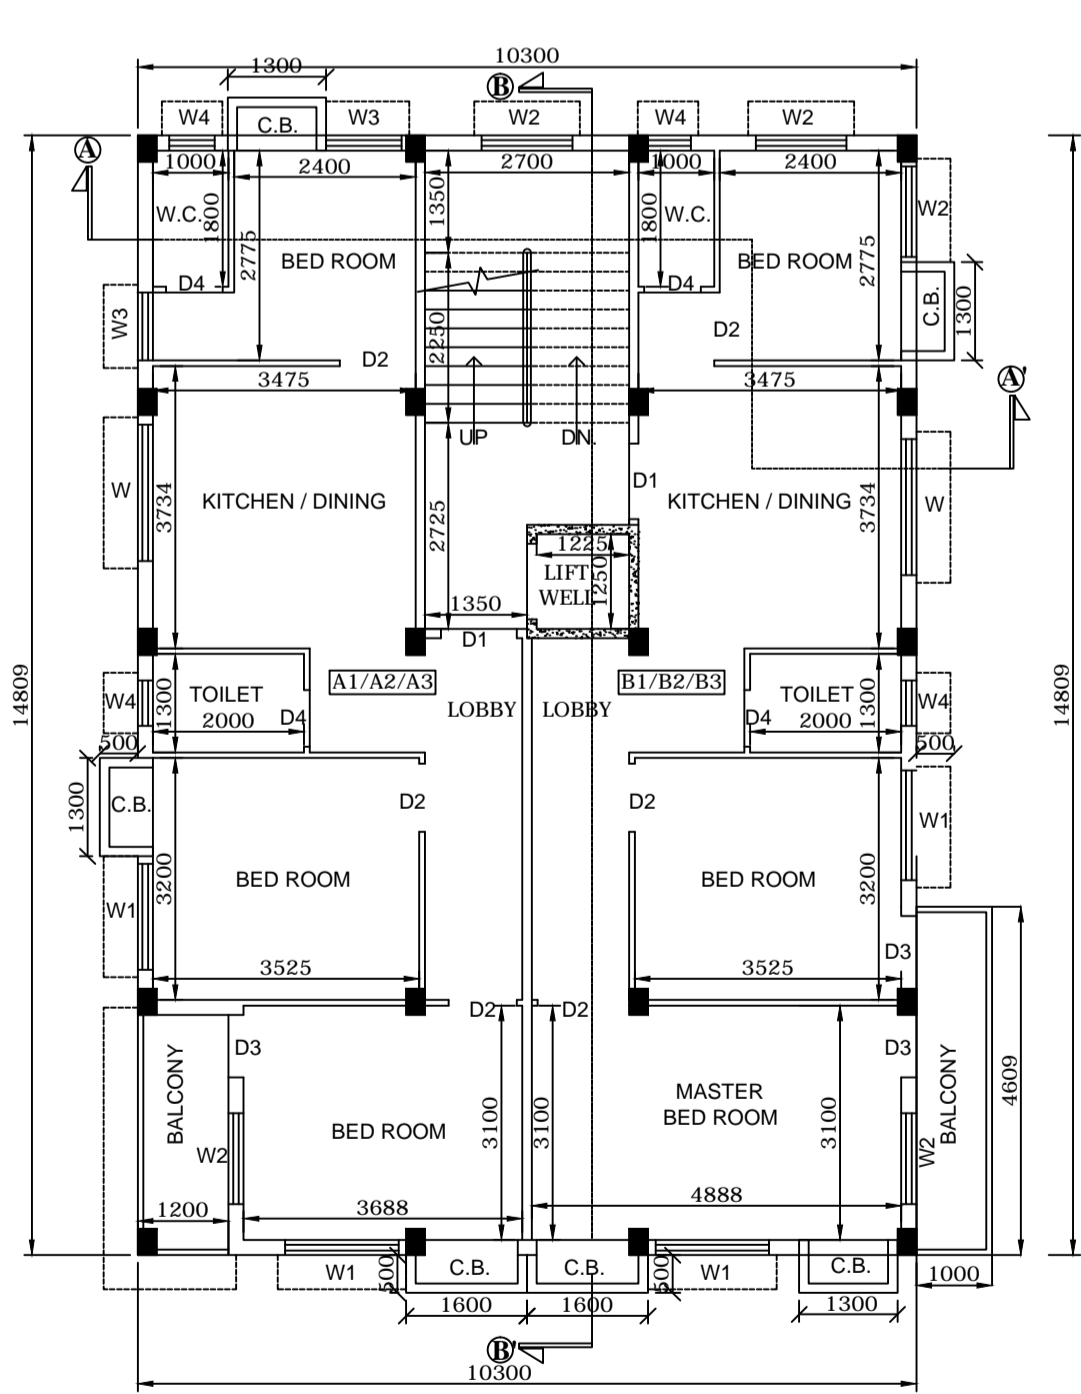 10300
1300
B
W4
C.B.
W3
W2
W4
W2
A
1000
2400
2700
1000
2400
W.C.
1800
2775
1350
W.C.
1800
2775
W2
BED ROOM
BED ROOM
D4
D4
C.B.
1300
W3
2250
D2
D2
3475
3475
A'
UP
DN.
W
3734
KITCHEN / DINING
2725
D1
KITCHEN / DINING
3734
W
1225
LIFT
WELL
1250
1350
D1
14809
14809
A1/A2/A3
B1/B2/B3
W4
1300
TOILET
2000
D4
LOBBY
LOBBY
D4
TOILET
2000
1300
W4
500
500
1300
C.B.
D2
D2
W1
3200
BED ROOM
BED ROOM
3200
W1
3525
3525
D3
D2
D2
D3
D3
BALCONY
MASTER
BED ROOM
BALCONY
4609
BED ROOM
3100
3100
3100
W2
W2
1200
3688
4888
W1
500
C.B.
C.B.
500
W1
C.B.
1000
1600
1600
1300
B'
10300